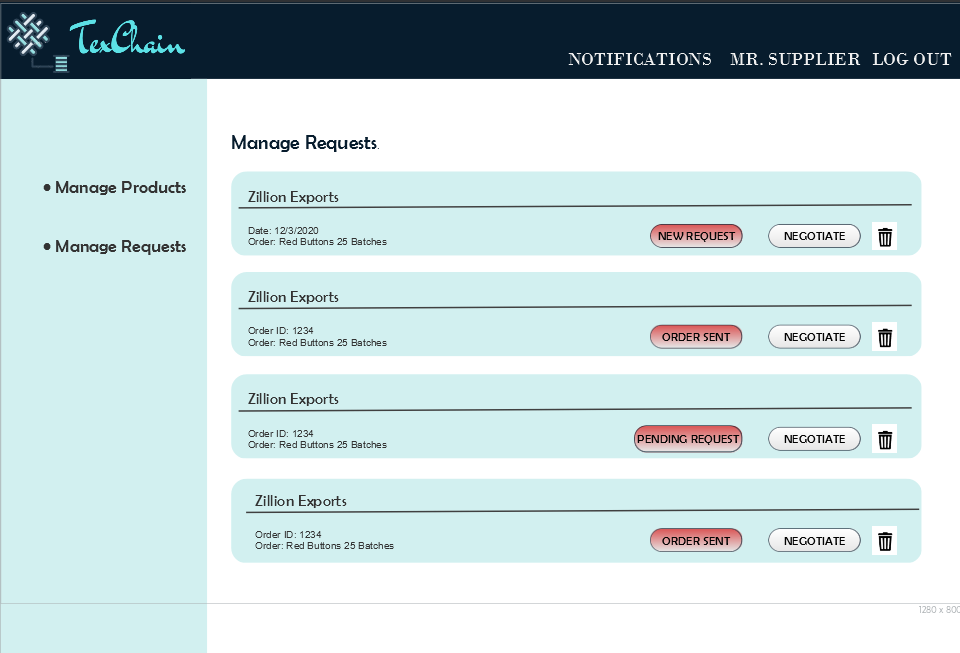 TexChain
NOTIFICATIONS MR. SUPPLIER LOG OUT
Manage Requests.
• Manage Products
• Manage Requests
Zillion Exports
Date: 12/3/2020
Order: Red Buttons 25 Batches
NEW REQUEST NEGOTIATE
Zillion Exports
Order ID: 1234
Order: Red Buttons 25 Batches
ORDER SENT NEGOTIATE
Zillion Exports
Order ID: 1234
Order: Red Buttons 25 Batches
PENDING REQUEST NEGOTIATE
Zillion Exports
Order ID: 1234
Order: Red Buttons 25 Batches
ORDER SENT NEGOTIATE
1280 x 800